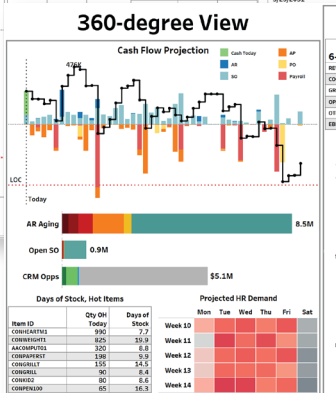 360-degree View
Cash Flow Projection
476K
Cash Today
AR
SO
AP
PO
Payroll
LOC
Today
AR Aging
8.5M
Open SO
0.9M
CRM Opps
$5.1M
Days of Stock, Hot Items
Item ID Qty OH Today Days of Stock
CONHEARTM1 990 7.7
CONWEIGHT1 825 19.9
AACOMPUT01 320 8.8
CONPAPERST 198 9.9
CONGRILLT 155 14.5
CONGRILL 90 8.4
CONKID2 80 8.6
CONPEN100 65 16.3
Projected HR Demand
Mon Tue Wed Thu Fri Sat
Week 10
Week 11
Week 12
Week 13
Week 14